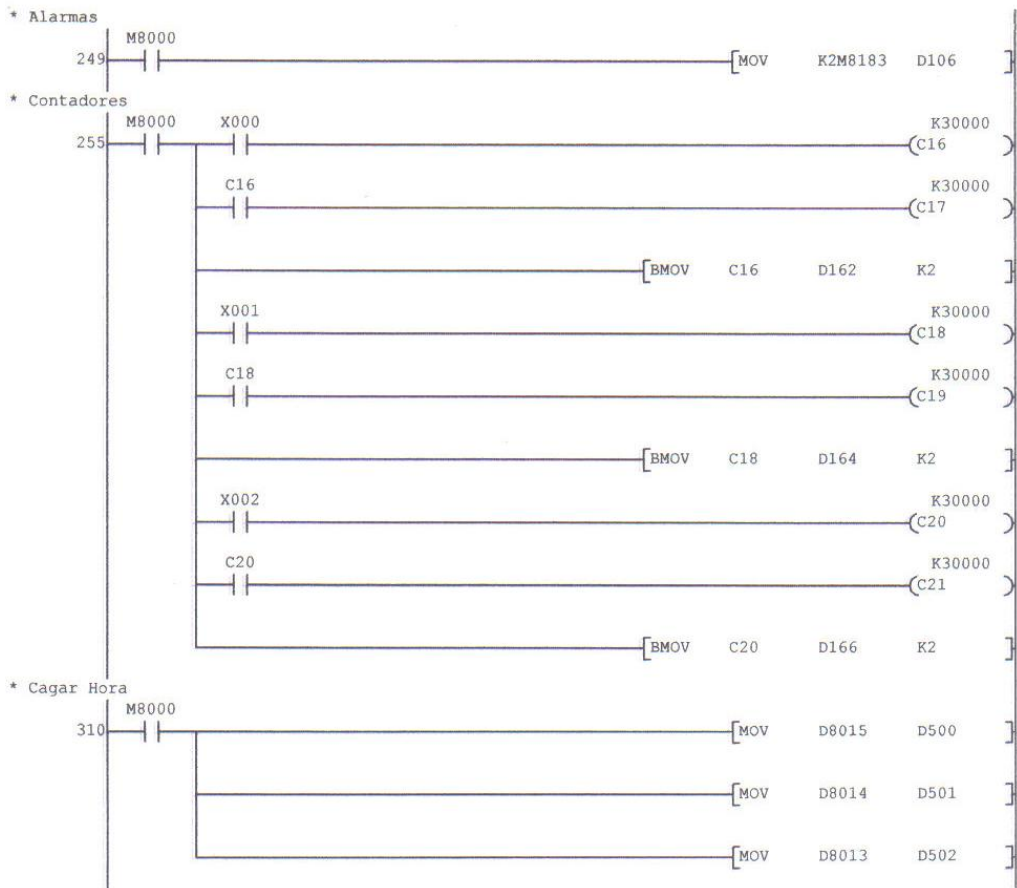 * Alarmas
M8000
249 [MOV K2M8183 D106 ]
* Contadores
M8000 X000 K30000
255 (C16 )
C16 K30000
(C17 )
[BMOV C16 D162 K2 ]
X001 K30000
(C18 )
C18 K30000
(C19 )
[BMOV C18 D164 K2 ]
X002 K30000
(C20 )
C20 K30000
(C21 )
[BMOV C20 D166 K2 ]
* Cagar Hora
M8000
310 [MOV D8015 D500 ]
[MOV D8014 D501 ]
[MOV D8013 D502 ]